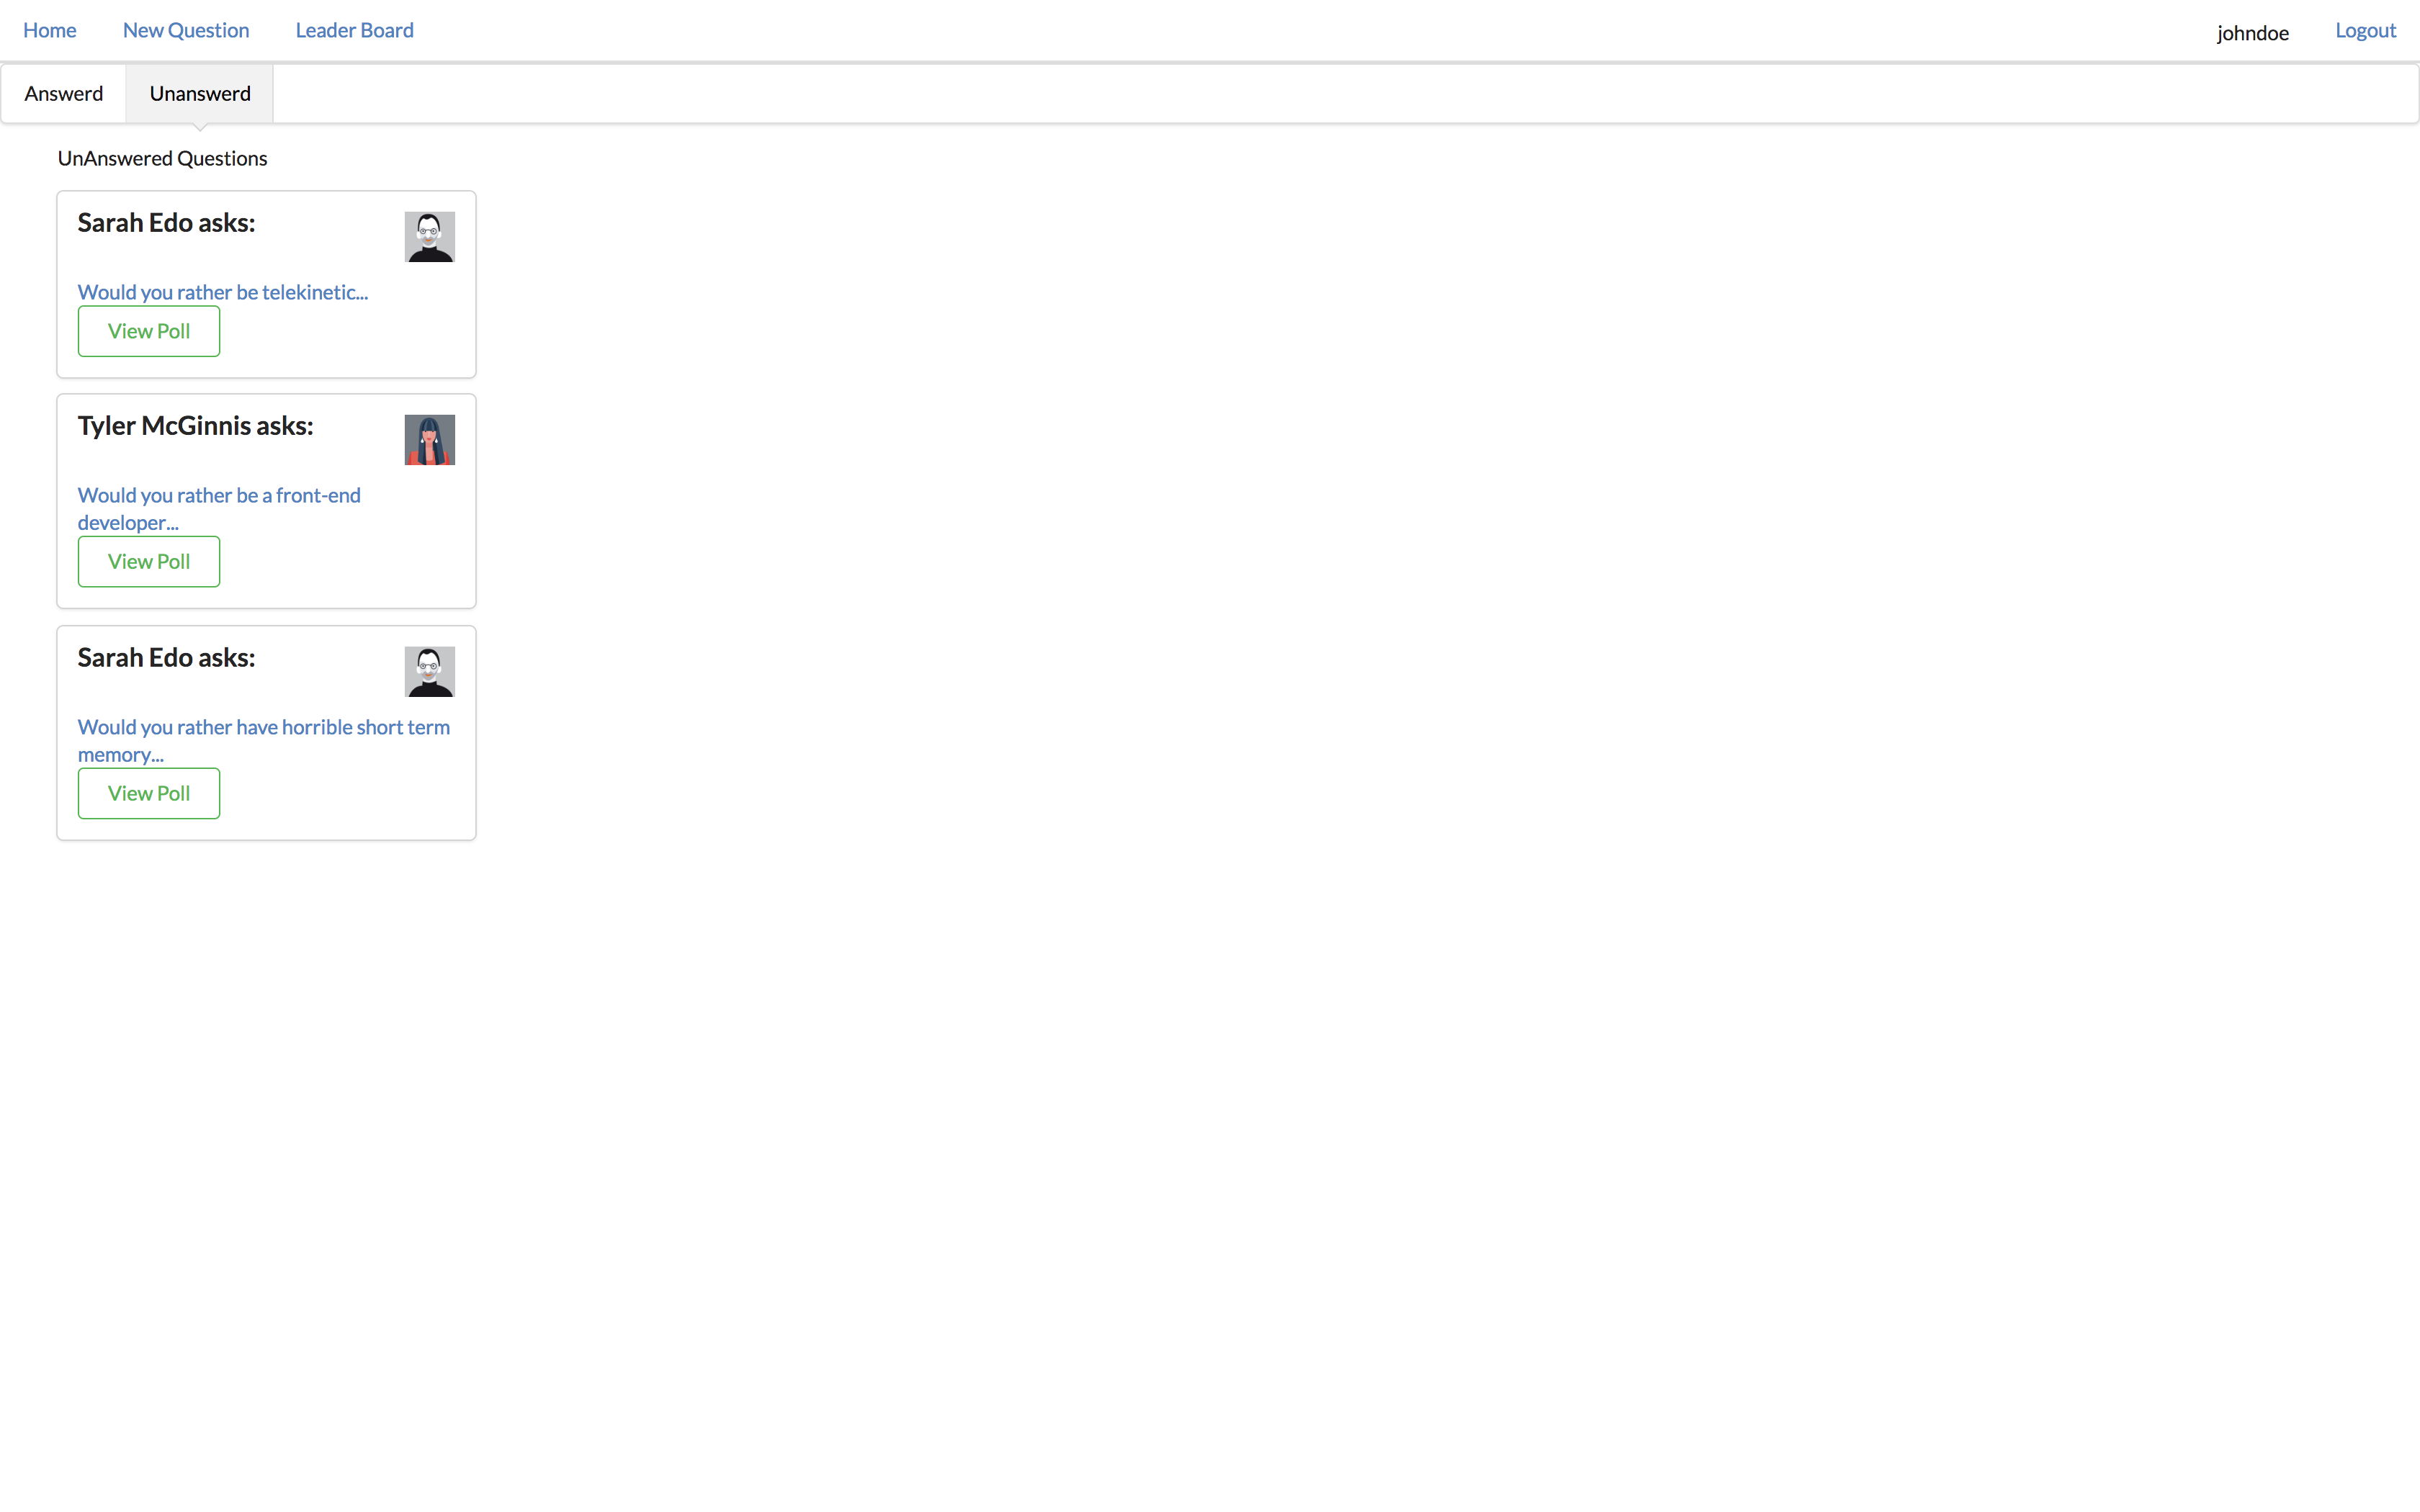 Home New Question Leader Board johndoe Logout
Answerd Unanswerd
UnAnswered Questions
Sarah Edo asks:
Would you rather be telekinetic...
View Poll
Tyler McGinnis asks:
Would you rather be a front-end
developer...
View Poll
Sarah Edo asks:
Would you rather have horrible short term
memory...
View Poll